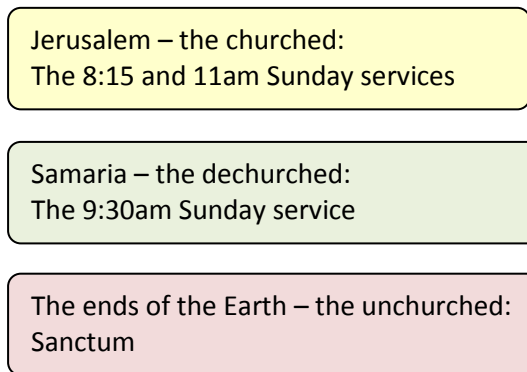 Jerusalem – the churched:
The 8:15 and 11am Sunday services
Samaria – the dechurched:
The 9:30am Sunday service
The ends of the Earth – the unchurched:
Sanctum